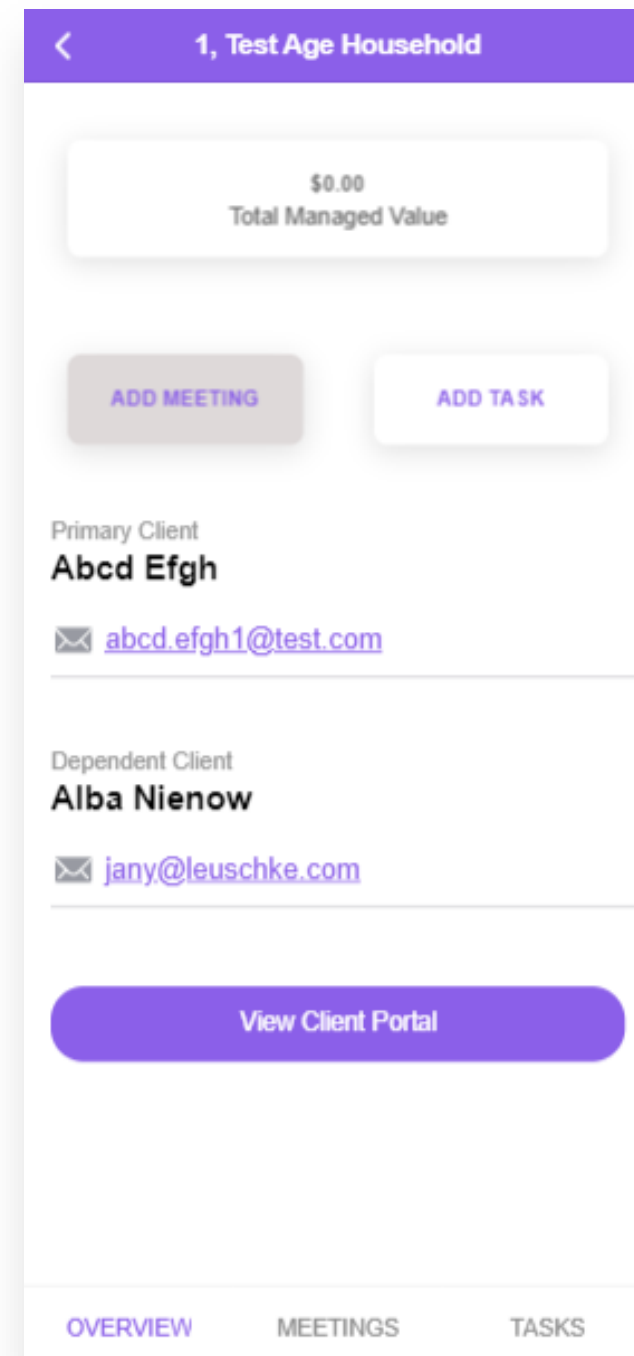 1, Test Age Household
$0.00
Total Managed Value
ADD MEETING
ADD TASK
Primary Client
Abcd Efgh
abcd.efgh1@test.com
Dependent Client
Alba Nienow
jany@leuschke.com
View Client Portal
OVERVIEW MEETINGS TASKS